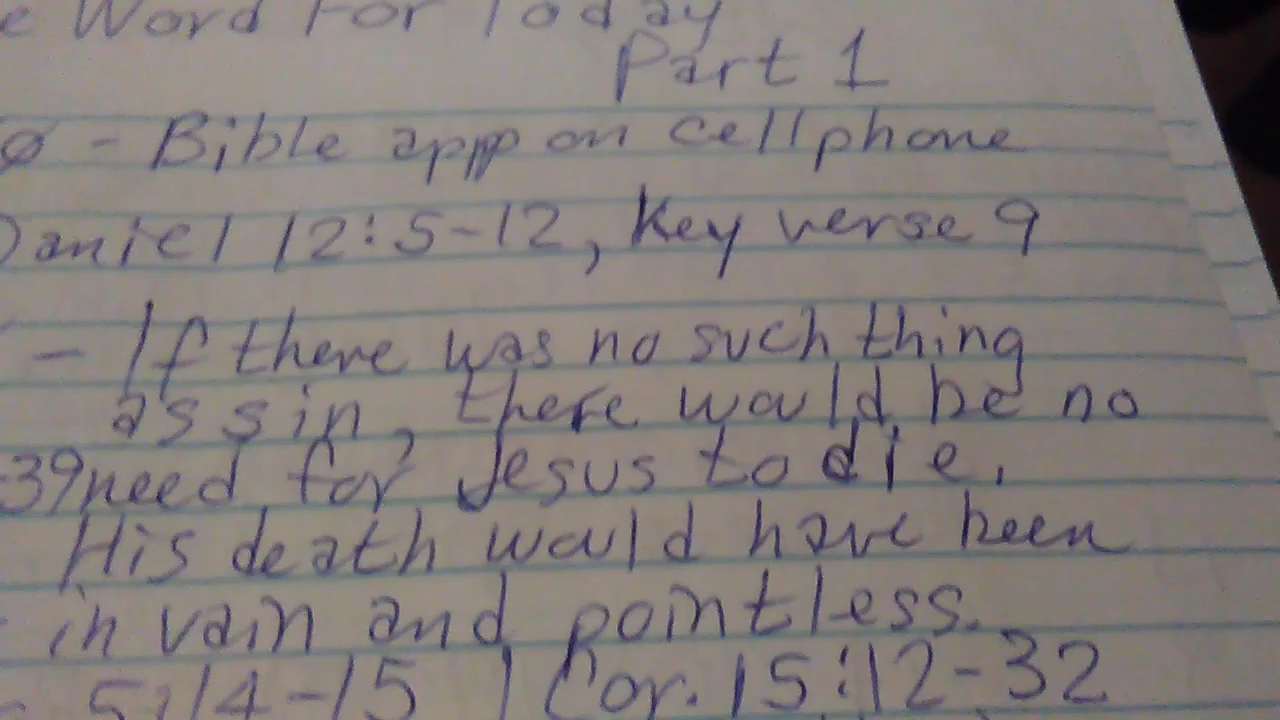 e Word For Today
Part 1
ø - Bible app on cellphone
Daniel 12:5-12, Key verse 9
- If there was no such thing
as sin, there would be no
39 need for Jesus to die.
His death would have been
in vain and pointless.
5:14-15 1 Cor. 15:12-32